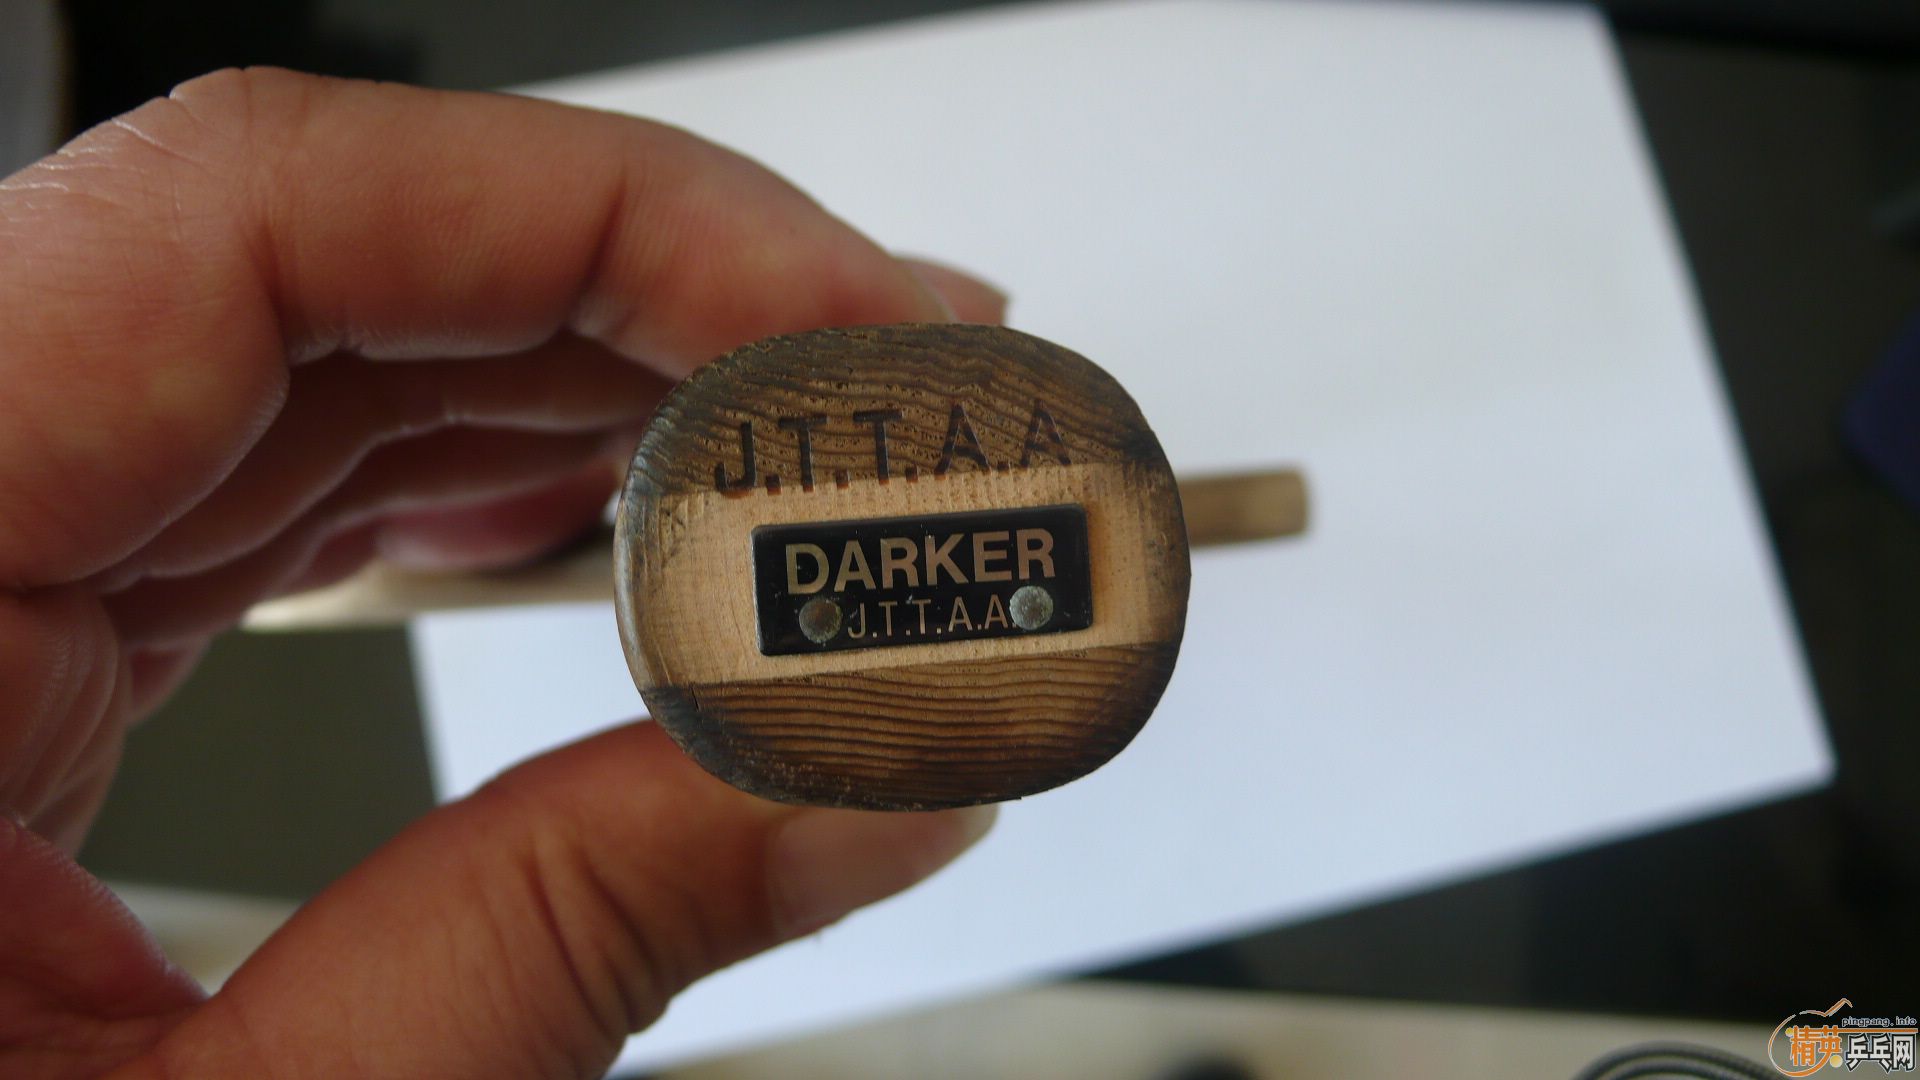 J.T.T.A.A
DARKER
J.T.T.A.A.
pingpang.info
精英乒乓网